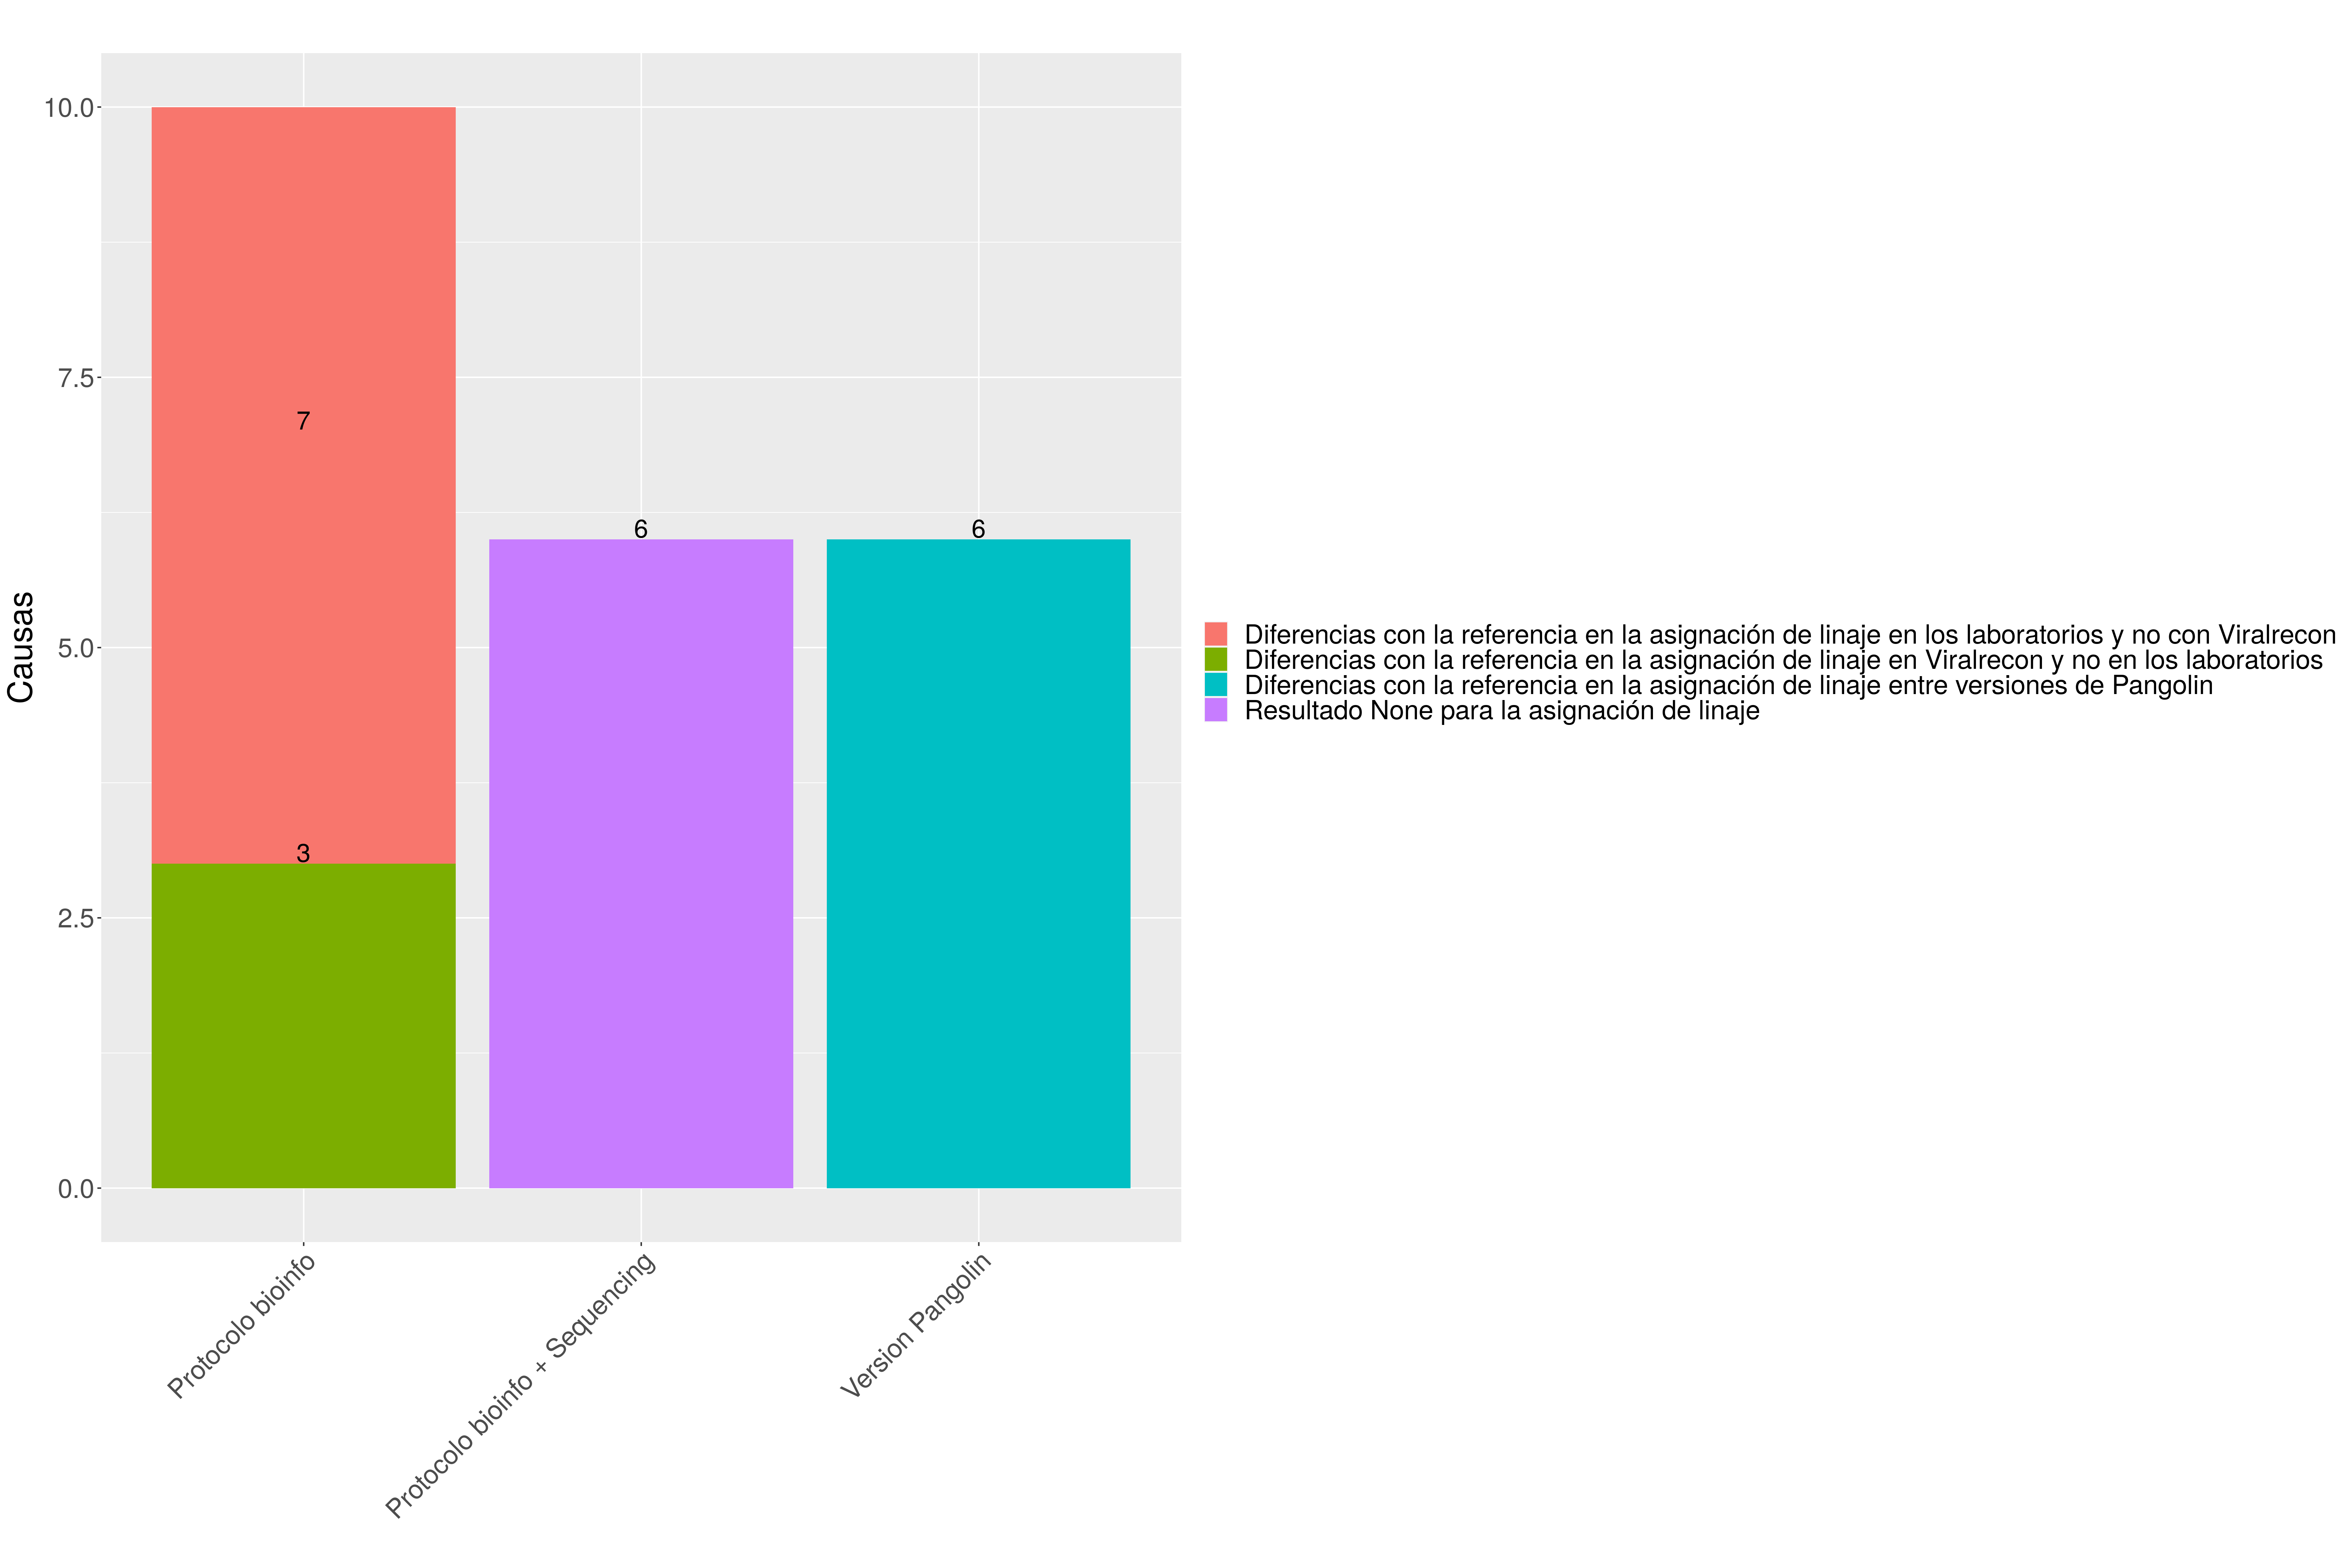 Causas
10.0
7.5
5.0
2.5
0.0
7
3
6
6
Protocolo bioinfo
Protocolo bioinfo + Sequencing
Version Pangolin
Diferencias con la referencia en la asignación de linaje en los laboratorios y no con Viralrecon
Diferencias con la referencia en la asignación de linaje en Viralrecon y no en los laboratorios
Diferencias con la referencia en la asignación de linaje entre versiones de Pangolin
Resultado None para la asignación de linaje